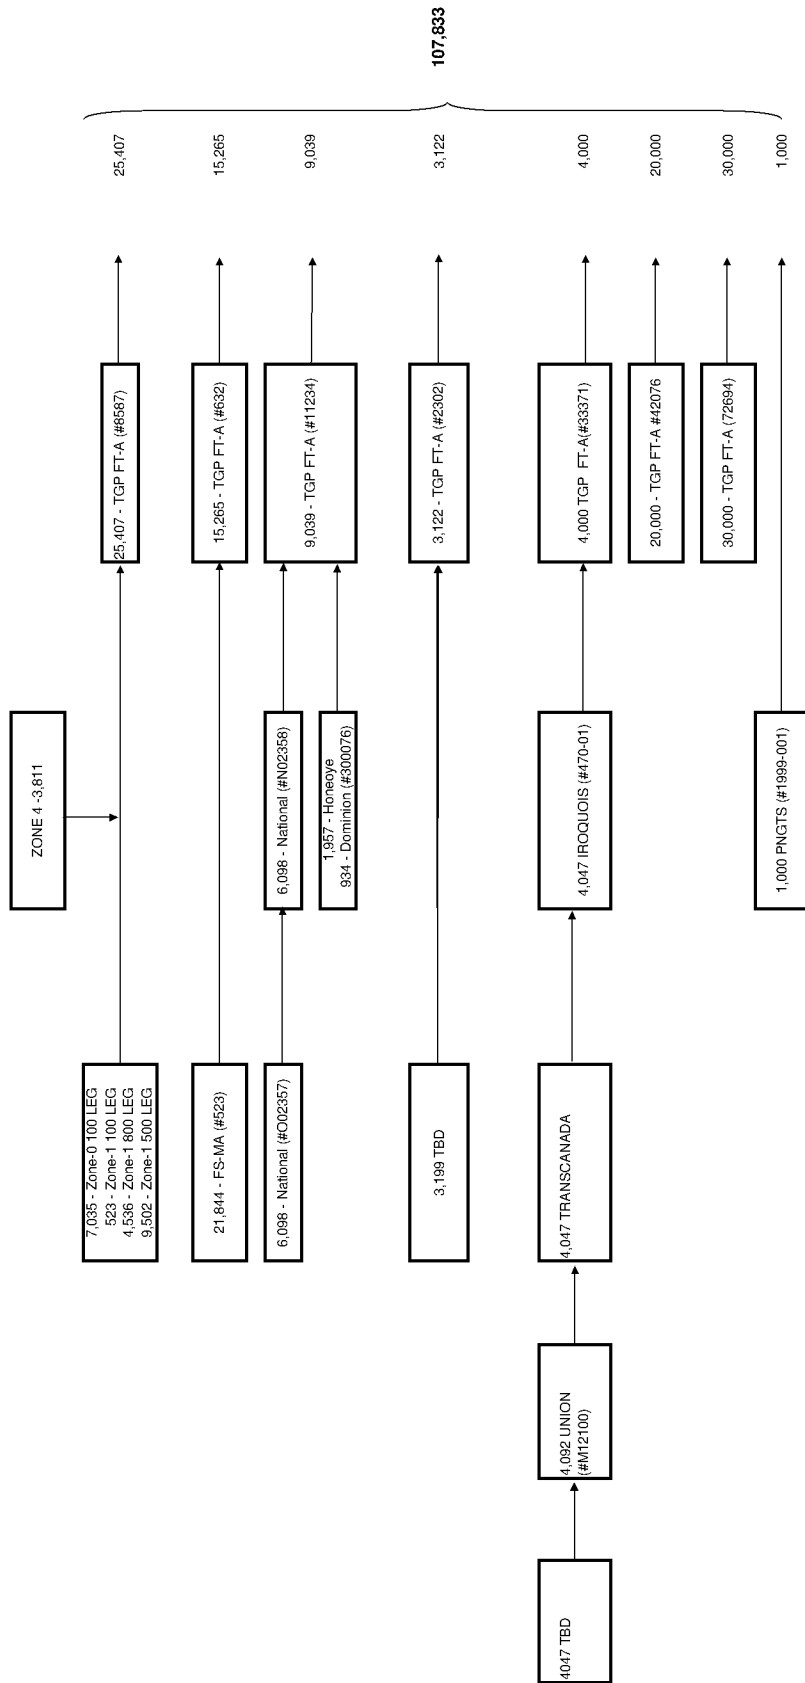 ZONE 4 -3,811
7,035 - Zone-0 100 LEG
523 - Zone-1 100 LEG
4,536 - Zone-1 800 LEG
9,502 - Zone-1 500 LEG
25,407 - TGP FT-A (#8587)
25,407
21,844 - FS-MA (#523)
15,265 - TGP FT-A (#632)
15,265
6,098 - National (#O02357)
6,098 - National (#N02358)
1,957 - Honeoye
934 - Dominion (#300076)
9,039 - TGP FT-A (#11234)
9,039
3,199 TBD
3,122 - TGP FT-A (#2302)
3,122
107,833
4047 TBD
4,092 UNION
(#M12100)
4,047 TRANSCANADA
4,047 IROQUOIS (#470-01)
4,000 TGP FT-A(#33371)
4,000
20,000 - TGP FT-A #42076
20,000
30,000 - TGP FT-A (72694)
30,000
1,000 PNGTS (#1999-001)
1,000